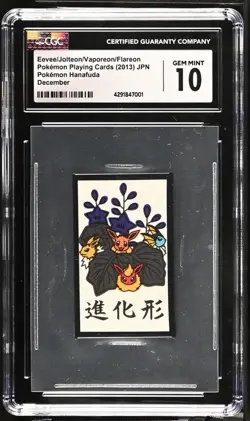 CGC
CERTIFIED GUARANTY COMPANY
Eevee/Jolteon/Vaporeon/Flareon
Pokémon Playing Cards (2013) JPN
Pokémon Hanafuda
December
GEM MINT
10
4291847001
進化形